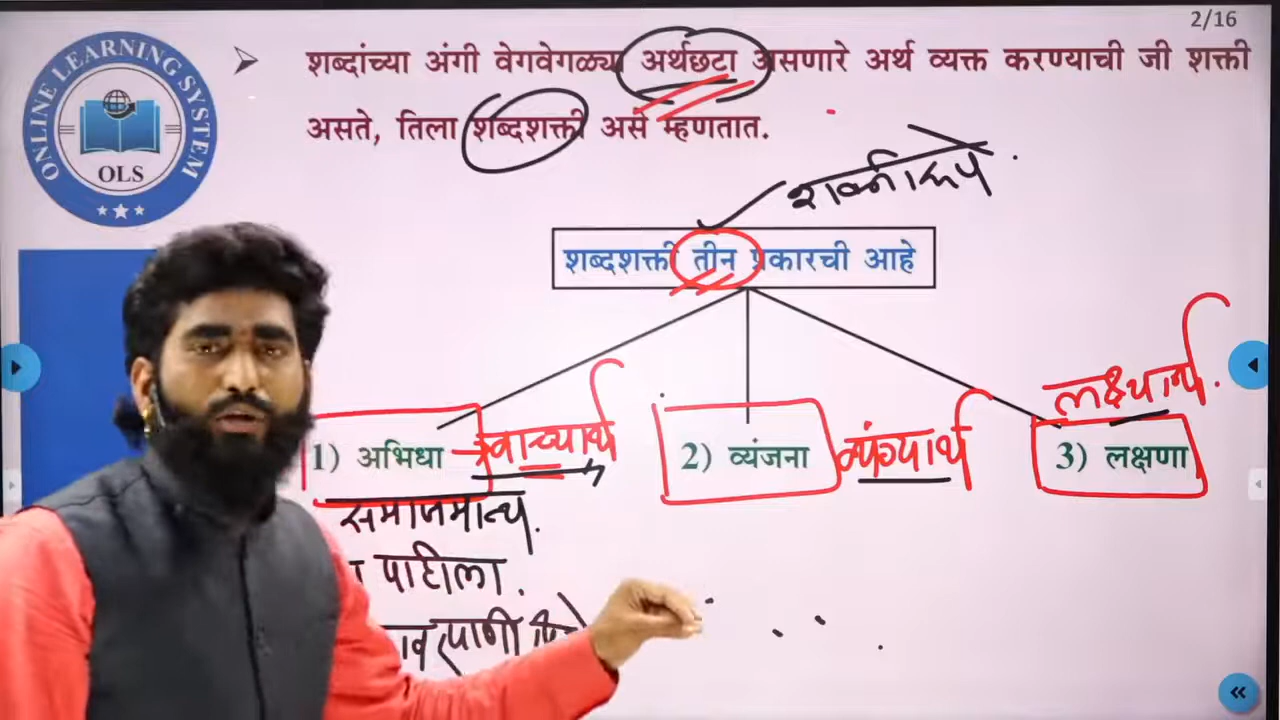 2/16
ONLINE LEARNING SYSTEM
OLS
शब्दांच्या अंगी वेगवेगळ्या अर्थछटा असणारे अर्थ व्यक्त करण्याची जी शक्ती
असते, तिला शब्दशक्ती असे म्हणतात.
शब्दशक्ती तीन प्रकारची आहे
लक्ष्यार्थ.
1) अभिधा वाच्यार्थ 2) व्यंजना व्यंग्यार्थ 3) लक्षणा
समाजमान्य.
पाहीला.